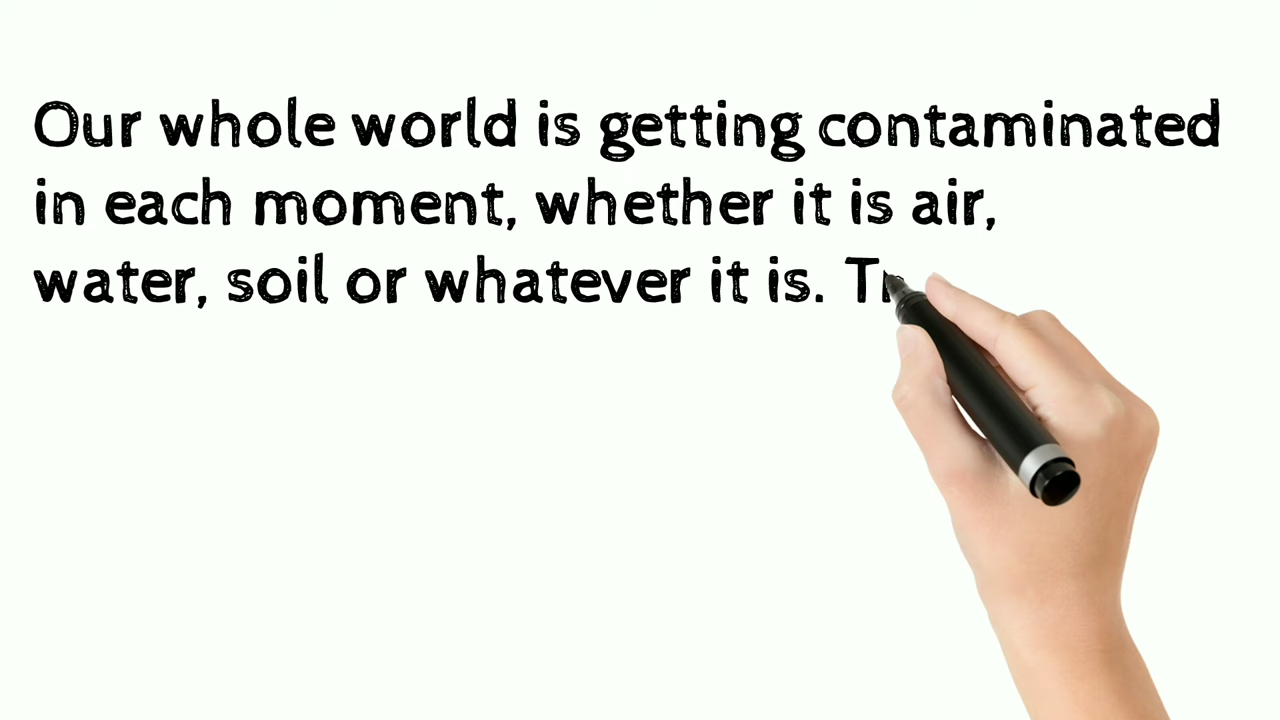 Our whole world is getting contaminated
in each moment, whether it is air,
water, soil or whatever it is.